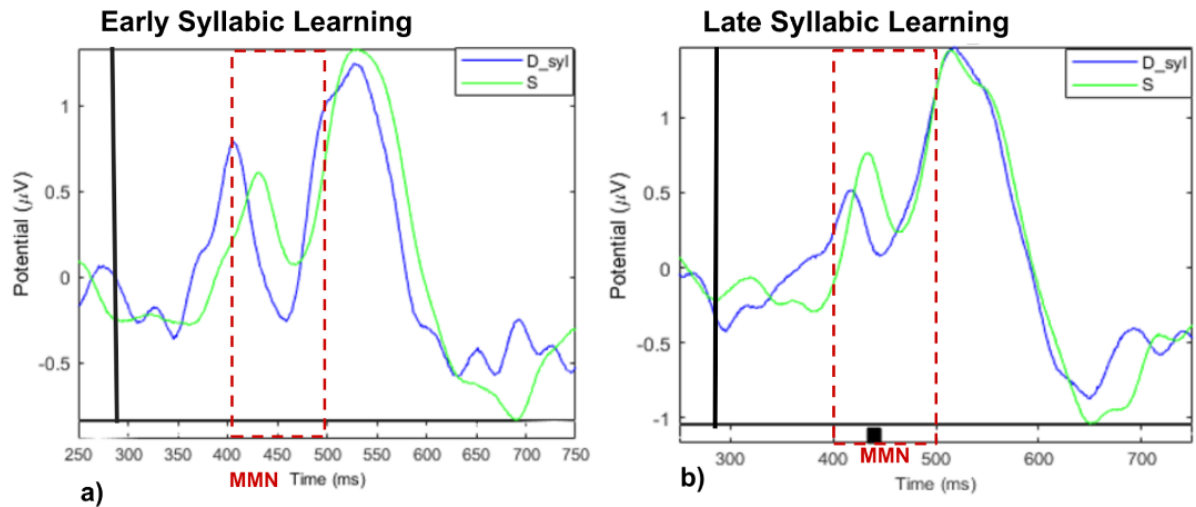 Early Syllabic Learning
D_syl
S
1
0.5
0
-0.5
Potential (µV)
250 300 350 400 450 500 550 600 650 700 750
MMN Time (ms)
a)
Late Syllabic Learning
D_syl
S
1
0.5
0
-0.5
-1
Potential (µV)
300 400 500 600 700
MMN
Time (ms)
b)